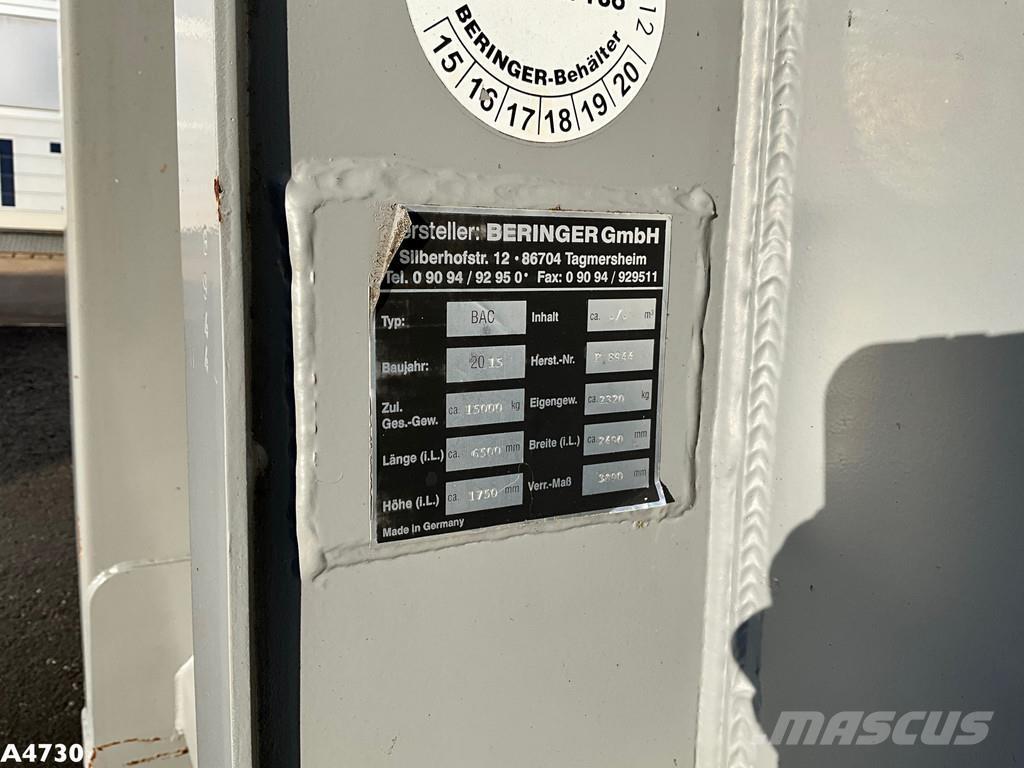 12
BERINGER-Behälter
15 16 17 18 19 20
ersteller: BERINGER GmbH
Silberhofstr. 12 • 86704 Tagmersheim
Tel. 0 90 94 / 92 95 0 • Fax: 0 90 94 / 929511
Typ: BAC Inhalt ca. m³
Baujahr: 2015 Herst.-Nr. P 8944
Zul. Ges.-Gew. ca. 15000 kg Eigengew. ca. 2320 kg
Länge (i.L.) ca. 6500 mm Breite (i.L.) ca. mm
Höhe (i.L.) ca. 1750 mm Verr.-Maß mm
Made in Germany
A4730
MASCUS